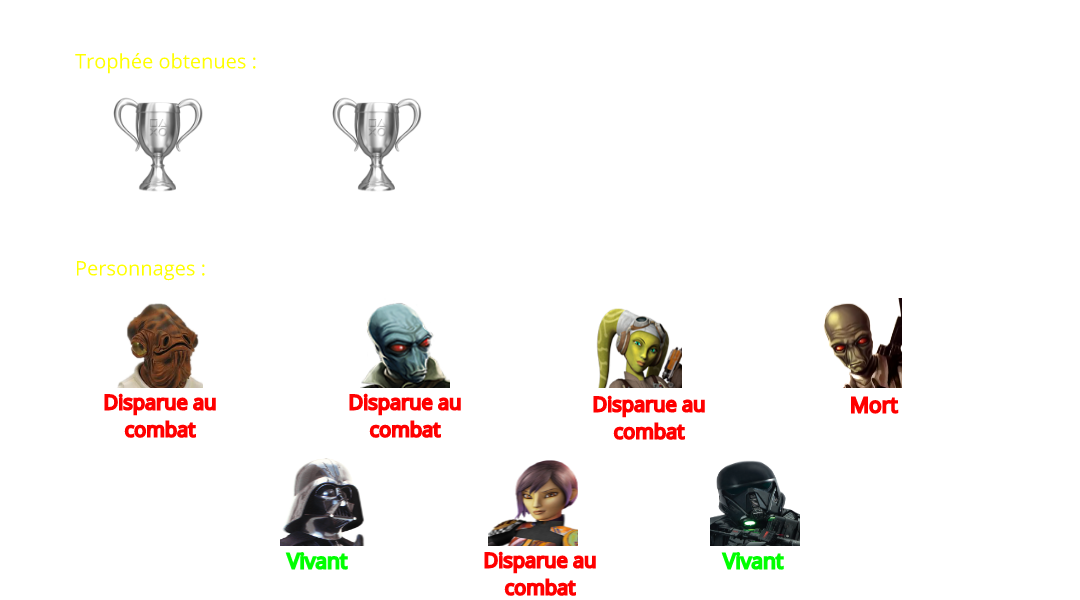 Trophée obtenues :
Personnages :
Disparue au
combat
Disparue au
combat
Disparue au
combat
Mort
Vivant
Disparue au
combat
Vivant